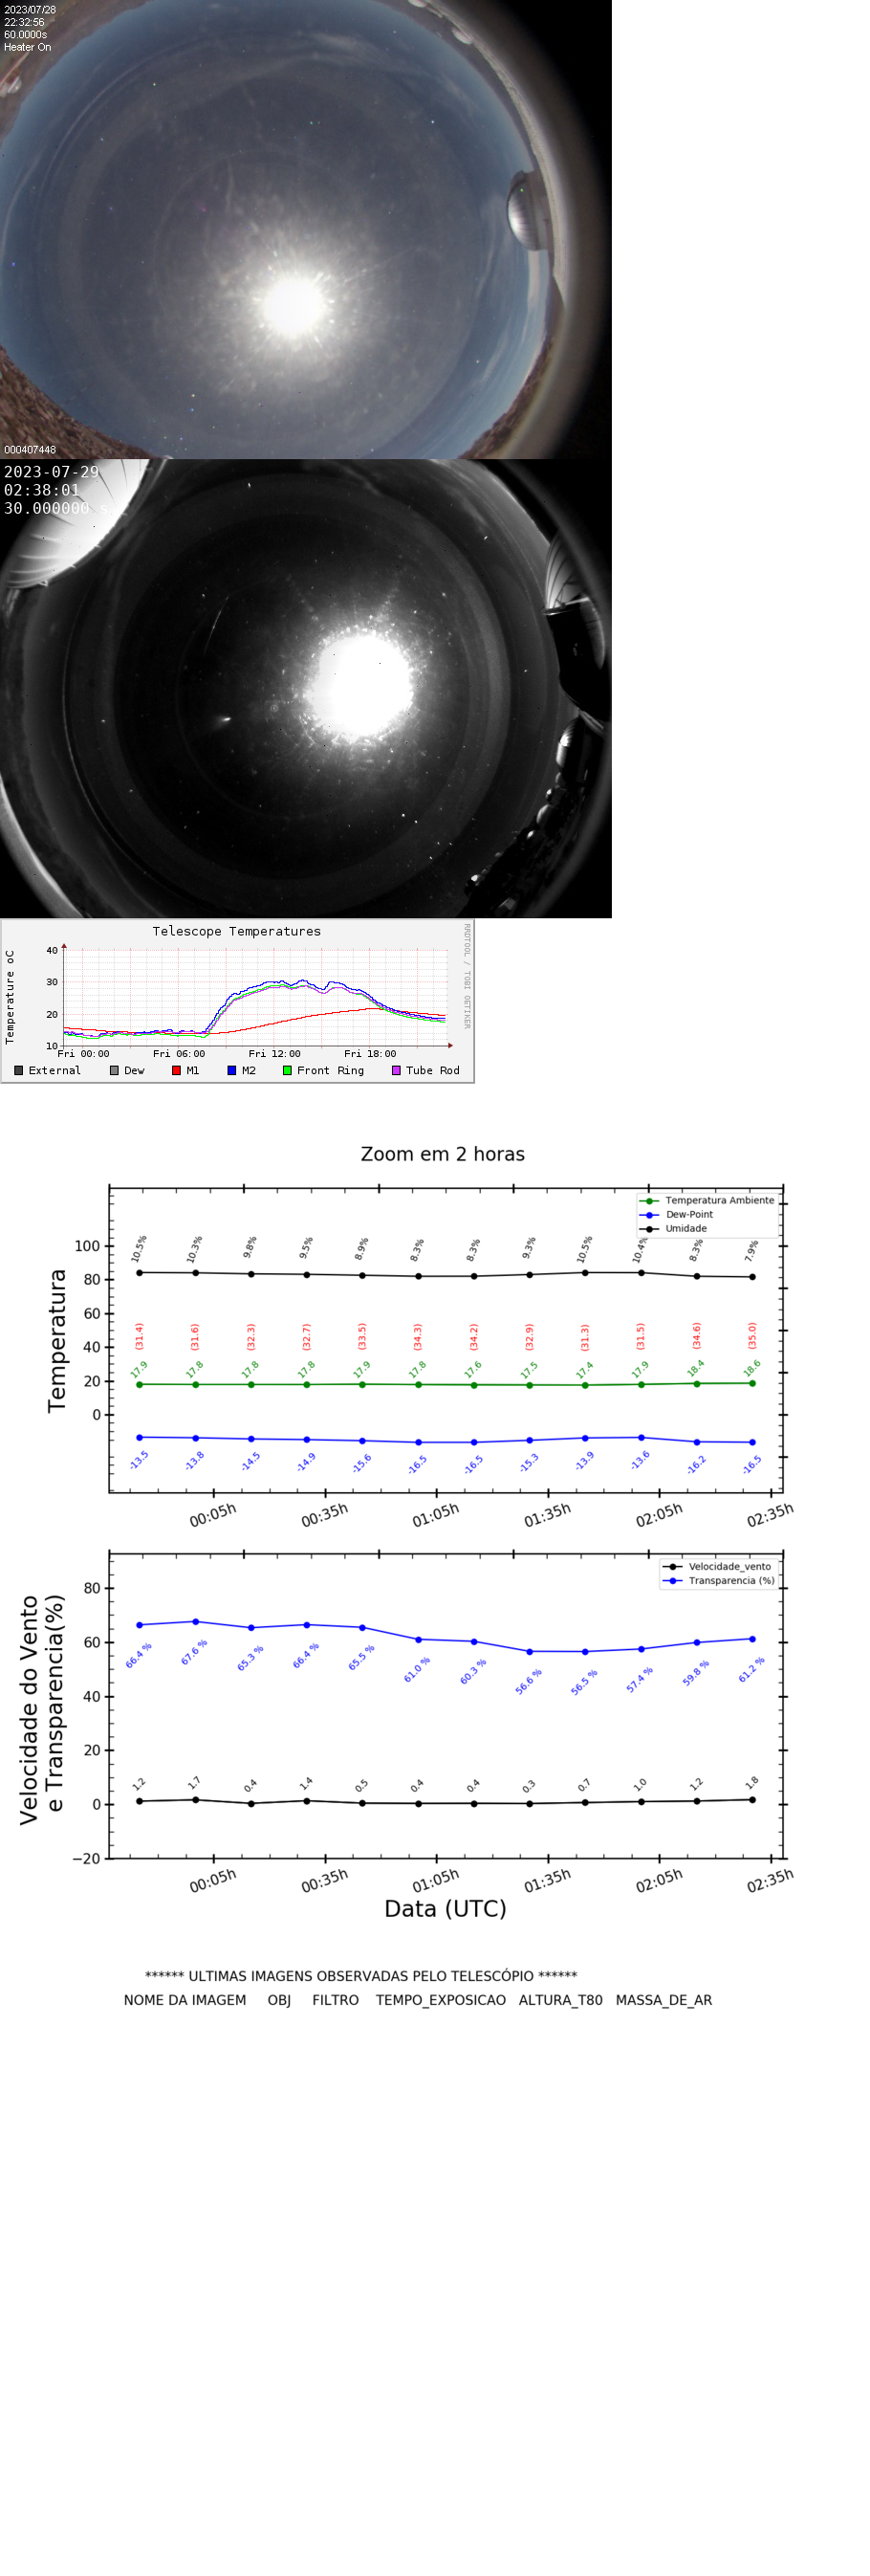 2023/07/28
22:32:56
60.0000s
Heater On
000407448
2023-07-29
02:38:01
30.000000 s
Telescope Temperatures
RRDTOOL / TOBI OETIKER
Temperature oC
40
30
20
10
Fri 00:00 Fri 06:00 Fri 12:00 Fri 18:00
External Dew M1 M2 Front Ring Tube Rod
Zoom em 2 horas
Temperatura Ambiente
Dew-Point
Umidade
Temperatura
100
80
60
40
20
0
10.5% 10.3% 9.8% 9.5% 8.9% 8.3% 8.3% 9.3% 10.5% 10.4% 8.3% 7.9%
(31.4) (31.6) (32.3) (32.7) (33.5) (34.3) (34.2) (32.9) (31.3) (31.5) (34.6) (35.0)
17.9 17.8 17.8 17.8 17.9 17.8 17.6 17.5 17.4 17.9 18.4 18.6
-13.5 -13.8 -14.5 -14.9 -15.6 -16.5 -16.5 -15.3 -13.9 -13.6 -16.2 -16.5
00:05h 00:35h 01:05h 01:35h 02:05h 02:35h
Velocidade_vento
Transparencia (%)
Velocidade do Vento
e Transparencia(%)
80
60
40
20
0
−20
66.4 % 67.6 % 65.3 % 66.4 % 65.5 % 61.0 % 60.3 % 56.6 % 56.5 % 57.4 % 59.8 % 61.2 %
1.2 1.7 0.4 1.4 0.5 0.4 0.4 0.3 0.7 1.0 1.2 1.8
00:05h 00:35h 01:05h 01:35h 02:05h 02:35h
Data (UTC)
****** ULTIMAS IMAGENS OBSERVADAS PELO TELESCÓPIO ******
NOME DA IMAGEM OBJ FILTRO TEMPO_EXPOSICAO ALTURA_T80 MASSA_DE_AR